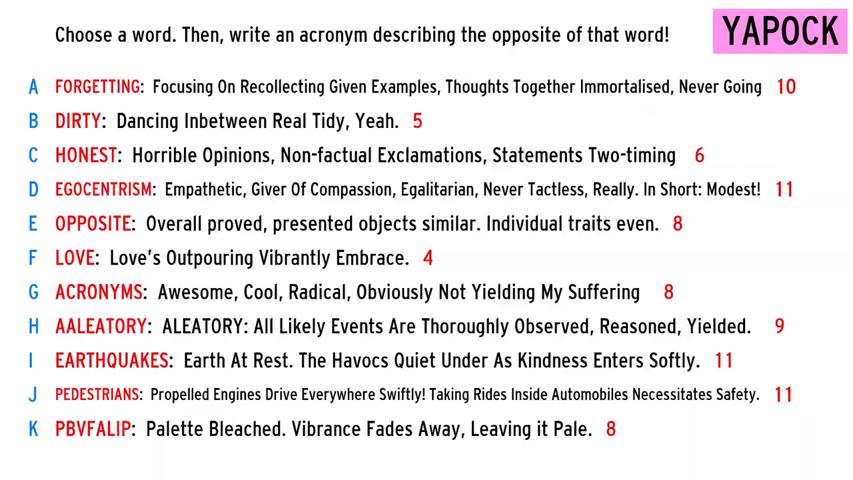 Choose a word. Then, write an acronym describing the opposite of that word!
YAPOCK
A FORGETTING: Focusing On Recollecting Given Examples, Thoughts Together Immortalised, Never Going 10
B DIRTY: Dancing Inbetween Real Tidy, Yeah. 5
C HONEST: Horrible Opinions, Non-factual Exclamations, Statements Two-timing 6
D EGOCENTRISM: Empathetic, Giver Of Compassion, Egalitarian, Never Tactless, Really. In Short: Modest! 11
E OPPOSITE: Overall proved, presented objects similar. Individual traits even. 8
F LOVE: Love's Outpouring Vibrantly Embrace. 4
G ACRONYMS: Awesome, Cool, Radical, Obviously Not Yielding My Suffering 8
H AALEATORY: ALEATORY: All Likely Events Are Thoroughly Observed, Reasoned, Yielded. 9
I EARTHQUAKES: Earth At Rest. The Havocs Quiet Under As Kindness Enters Softly. 11
J PEDESTRIANS: Propelled Engines Drive Everywhere Swiftly! Taking Rides Inside Automobiles Necessitates Safety. 11
K PBVFALIP: Palette Bleached. Vibrance Fades Away, Leaving it Pale. 8